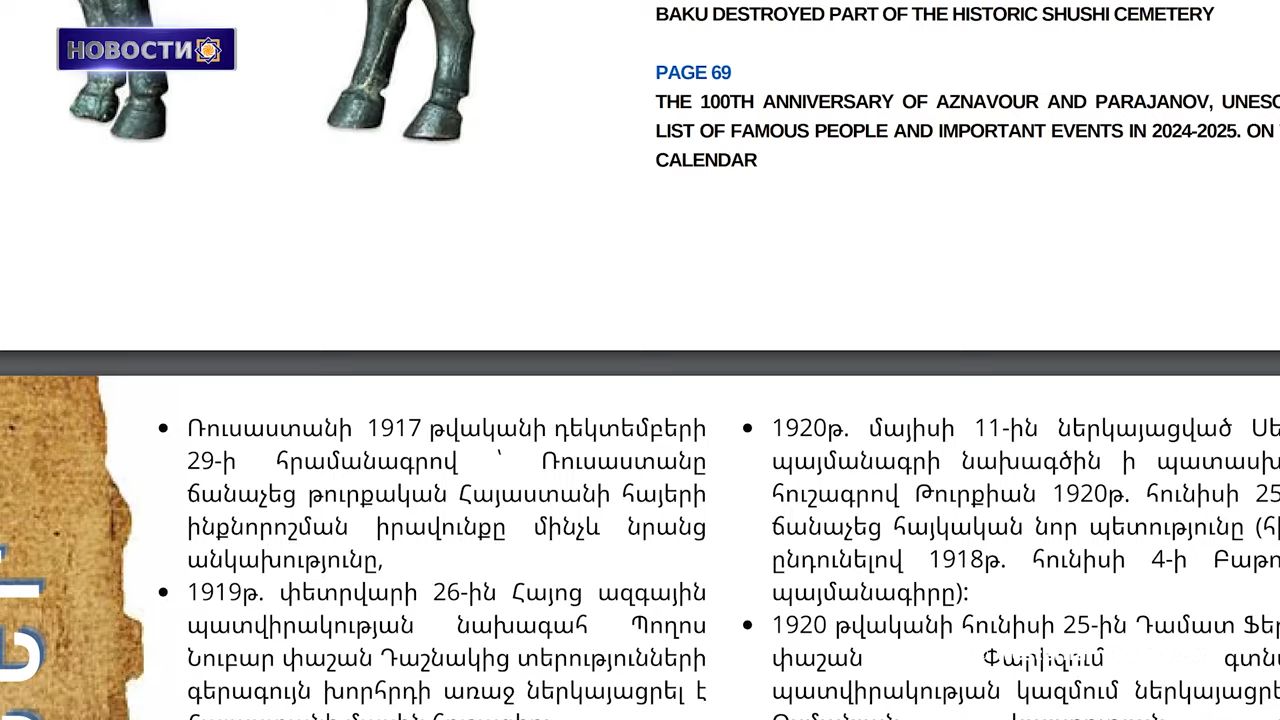 НОВОСТИ
BAKU DESTROYED PART OF THE HISTORIC SHUSHI CEMETERY
PAGE 69
THE 100TH ANNIVERSARY OF AZNAVOUR AND PARAJANOV, UNESC
LIST OF FAMOUS PEOPLE AND IMPORTANT EVENTS IN 2024-2025. ON
CALENDAR
• Ռուսաստանի 1917 թվականի դեկտեմբերի
29-ի հրամանագրով ՝ Ռուսաստանը
ճանաչեց թուրքական Հայաստանի հայերի
ինքնորոշման իրավունքը մինչև նրանց
անկախությունը,
• 1919թ. փետրվարի 26-ին Հայոց ազգային
պատվիրակության նախագահ Պողոս
Նուբար փաշան Դաշնակից տերությունների
գերագույն խորհրդի առաջ ներկայացրել է
• 1920թ. մայիսի 11-ին ներկայացված Սե
պայմանագրի նախագծին ի պատասխ
հուշագրով Թուրքիան 1920թ. հունիսի 25
ճանաչեց հայկական նոր պետությունը (հի
ընդունելով 1918թ. հունիսի 4-ի Բաթո
պայմանագիրը):
• 1920 թվականի հունիսի 25-ին Դամատ Ֆեր
փաշան Փարիզում գտն
պատվիրակության կազմում ներկայացրե